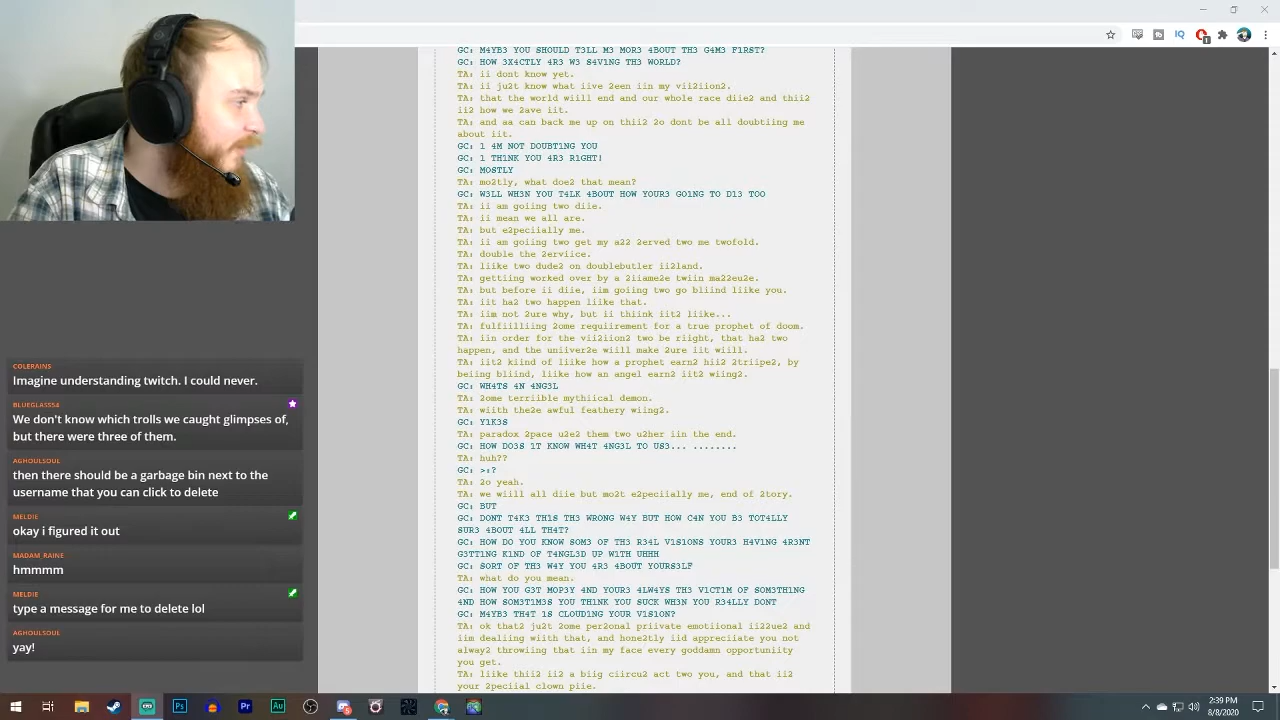 GC: M4YB3 YOU SHOULD T3LL M3 MOR3 4BOUT TH3 G4M3 F1RST?
GC: HOW 3X4CTLY 4R3 W3 S4V1NG TH3 WORLD?
TA: ii dont know yet.
TA: ii ju2t know what iive 2een iin my vii2iion2.
TA: that the world wiill end and our whole race diie2 and thii2
ii2 how we 2ave iit.
TA: and aa can back me up on thii2 2o dont be all doubtiing me
about iit.
GC: 1 4M NOT DOUBT1NG YOU
GC: 1 TH1NK YOU 4R3 R1GHT!
GC: MOSTLY
TA: mo2tly, what doe2 that mean?
GC: W3LL WH3N YOU T4LK 4BOUT HOW YOUR3 GO1NG TO D13 TOO
TA: ii am goiing two diie.
TA: ii mean we all are.
TA: but e2peciially me.
TA: ii am goiing two get my a22 2erved two me twofold.
TA: double the 2erviice.
TA: liike two dude2 on doublebutler ii2land.
TA: gettiing worked over by a 2iiame2e twiin ma22eu2e.
TA: but before ii diie, iim goiing two go bliind liike you.
TA: iit ha2 two happen liike that.
TA: iim not 2ure why, but ii thiink iit2 liike...
TA: fulfiilliing 2ome requiirement for a true prophet of doom.
TA: iin order for the vii2iion2 two be riight, that ha2 two
happen, and the uniiver2e wiill make 2ure iit wiill.
TA: iit2 kiind of liike how a prophet earn2 hii2 2triipe2, by
beiing bliind, liike how an angel earn2 iit2 wiing2.
GC: WH4TS 4N 4NG3L
TA: 2ome terriible mythiical demon.
TA: wiith the2e awful feathery wiing2.
GC: Y1K3S
TA: paradox 2pace u2e2 them two u2her iin the end.
GC: HOW DO3S 1T KNOW WH4T 4NG3L TO US3... ........
TA: huh??
GC: >:?
TA: 2o yeah.
TA: we wiill all diie but mo2t e2peciially me, end of 2tory.
GC: BUT
GC: DONT T4K3 TH1S TH3 WRONG W4Y BUT HOW C4N YOU B3 TOT4LLY
SUR3 4BOUT 4LL TH4T?
GC: HOW DO YOU KNOW SOM3 OF TH3 R34L V1S1ONS YOUR3 H4V1NG 4R3NT
G3TT1NG K1ND OF T4NGL3D UP W1TH UHHH
GC: SORT OF TH3 W4Y YOU 4R3 4BOUT YOURS3LF
TA: what do you mean.
GC: HOW YOU G3T MOP3Y 4ND YOUR3 4LW4YS TH3 V1CT1M OF SOM3TH1NG
4ND HOW SOM3T1M3S YOU TH1NK YOU SUCK WH3N YOU R34LLY DONT
GC: M4YB3 TH4T 1S CLOUD1NG YOUR V1S1ON?
TA: ok that2 ju2t 2ome per2onal priivate emotiional ii22ue2 and
iim dealiing wiith that, and hone2tly iid appreciiate you not
alway2 throwiing that iin my face every goddamn opportuniity
you get.
TA: liike thii2 ii2 a biig ciircu2 act two you, and that ii2
your 2peciial clown piie.
COLERAINS
Imagine understanding twitch. I could never.
BLUEGLASS54
We don't know which trolls we caught glimpses of,
but there were three of them.
AGHOULSOUL
then there should be a garbage bin next to the
username that you can click to delete
MELDIE
okay i figured it out
MADAM_RAINE
hmmmm
MELDIE
type a message for me to delete lol
AGHOULSOUL
yay!
2:39 PM
8/8/2020